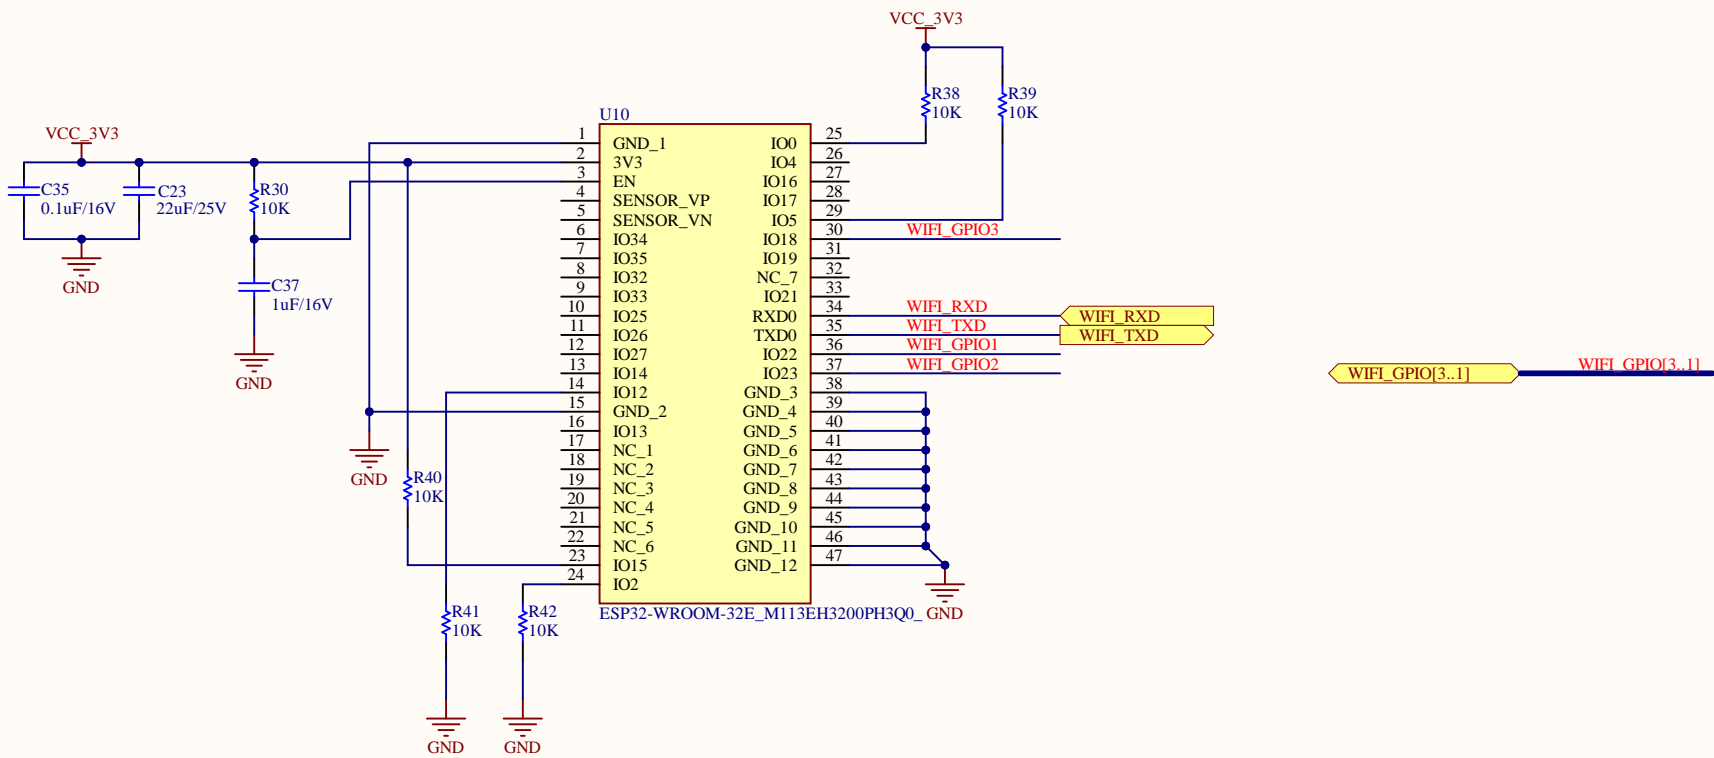 VCC_3V3
R38
10K
R39
10K
VCC_3V3
C35
0.1uF/16V
C23
22uF/25V
R30
10K
GND
C37
1uF/16V
GND
U10
1 GND_1
2 3V3
3 EN
4 SENSOR_VP
5 SENSOR_VN
6 IO34
7 IO35
8 IO32
9 IO33
10 IO25
11 IO26
12 IO27
13 IO14
14 IO12
15 GND_2
16 IO13
17 NC_1
18 NC_2
19 NC_3
20 NC_4
21 NC_5
22 NC_6
23 IO15
24 IO2
IO0 25
IO4 26
IO16 27
IO17 28
IO5 29
IO18 30 WIFI_GPIO3
IO19 31
NC_7 32
IO21 33
RXD0 34 WIFI_RXD WIFI_RXD
TXD0 35 WIFI_TXD WIFI_TXD
IO22 36 WIFI_GPIO1
IO23 37 WIFI_GPIO2
GND_3 38
GND_4 39
GND_5 40
GND_6 41
GND_7 42
GND_8 43
GND_9 44
GND_10 45
GND_11 46
GND_12 47
ESP32-WROOM-32E_M113EH3200PH3Q0_
GND
GND
R40
10K
R41
10K
R42
10K
GND
GND
WIFI_GPIO[3..1]
WIFI_GPIO[3..1]